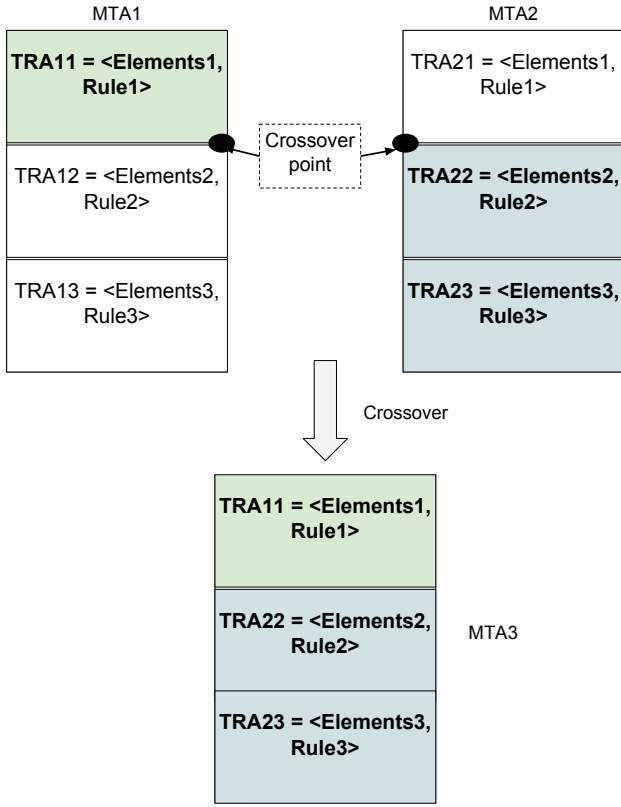 MTA1
MTA2
TRA11 = <Elements1,
Rule1>
TRA21 = <Elements1,
Rule1>
Crossover
point
TRA12 = <Elements2,
Rule2>
TRA22 = <Elements2,
Rule2>
TRA13 = <Elements3,
Rule3>
TRA23 = <Elements3,
Rule3>
Crossover
TRA11 = <Elements1,
Rule1>
TRA22 = <Elements2,
Rule2>
MTA3
TRA23 = <Elements3,
Rule3>